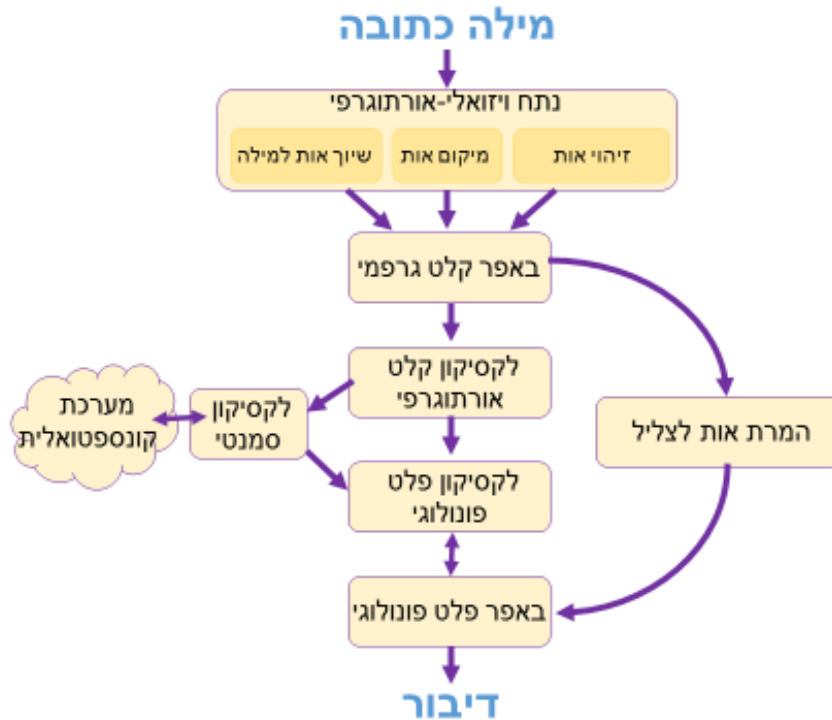 מילה כתובה
נתח ויזואלי-אורתוגרפי
זיהוי אות
מיקום אות
שיוך אות למילה
באפר קלט גרפמי
לקסיקון קלט
אורתוגרפי
לקסיקון
סמנטי
מערכת
קונספטואלית
המרת אות לצליל
לקסיקון פלט
פונולוגי
באפר פלט פונולוגי
דיבור